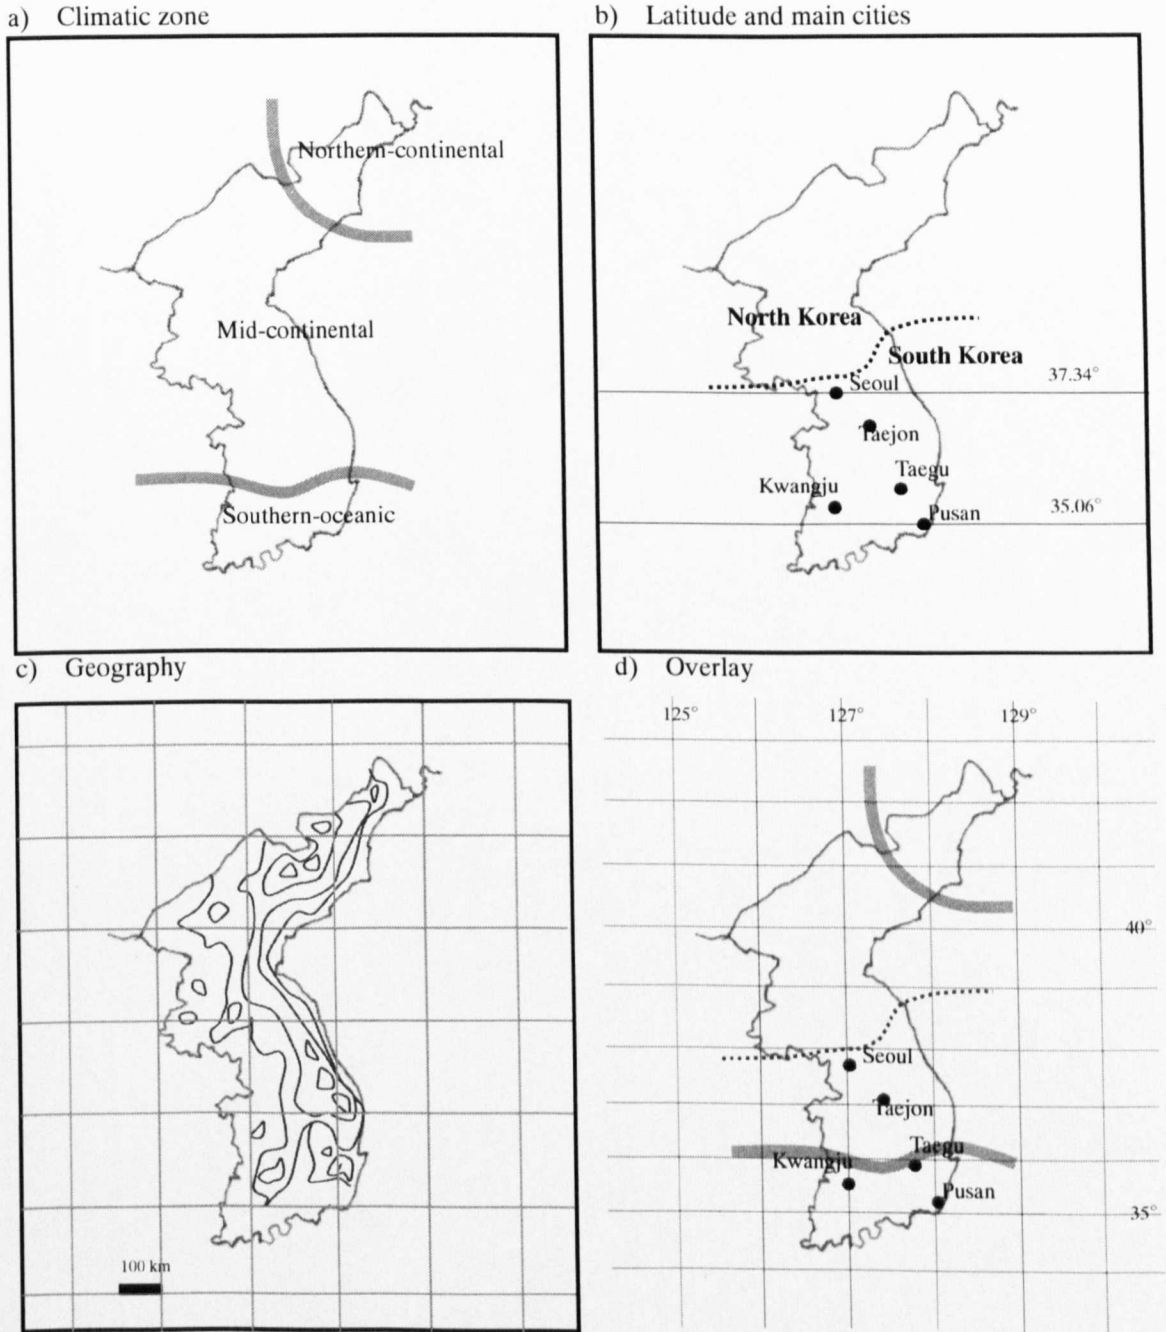 a) Climatic zone
Northern-continental
Mid-continental
Southern-oceanic
b) Latitude and main cities
North Korea
South Korea
37.34°
Seoul
Taejon
Taegu
Kwangju
Pusan
35.06°
c) Geography
100 km
d) Overlay
125° 127° 129°
40°
Seoul
Taejon
Taegu
Kwangju
Pusan
35°